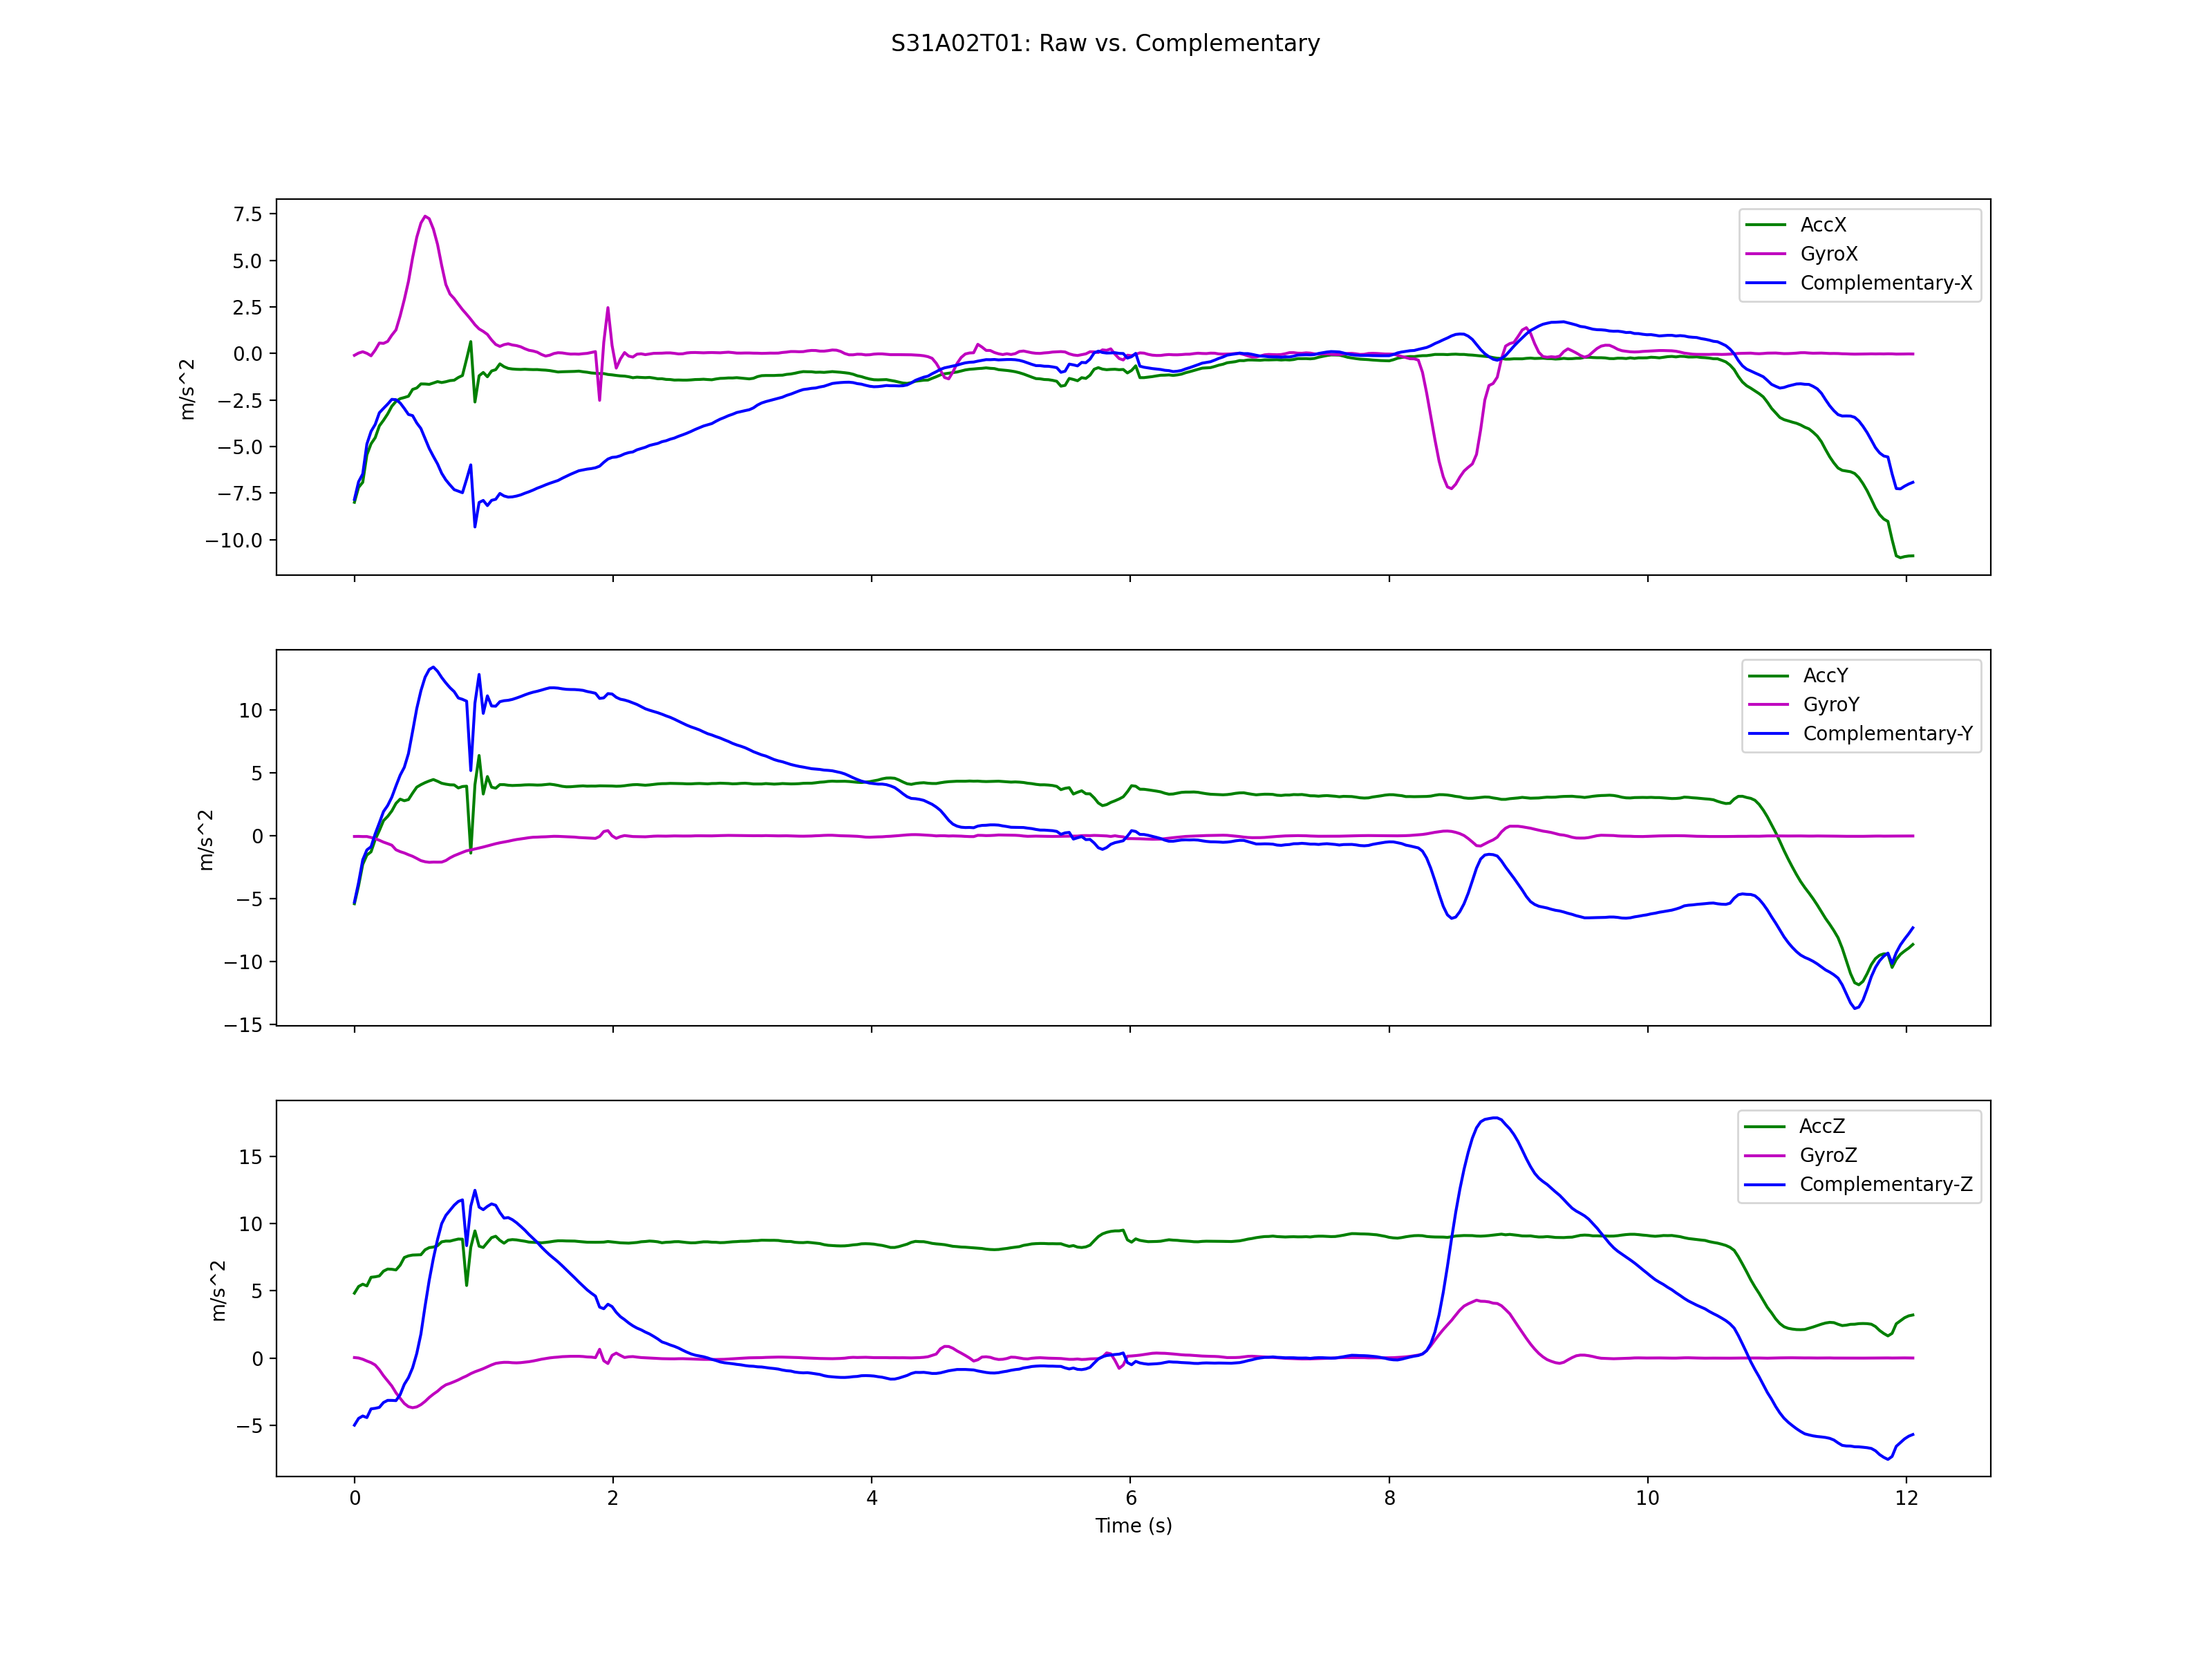 S31A02T01: Raw vs. Complementary
7.5
5.0
2.5
0.0
−2.5
−5.0
−7.5
−10.0
m/s^2
AccX
GyroX
Complementary-X
10
5
0
−5
−10
−15
m/s^2
AccY
GyroY
Complementary-Y
15
10
5
0
−5
m/s^2
AccZ
GyroZ
Complementary-Z
0 2 4 6 8 10 12
Time (s)